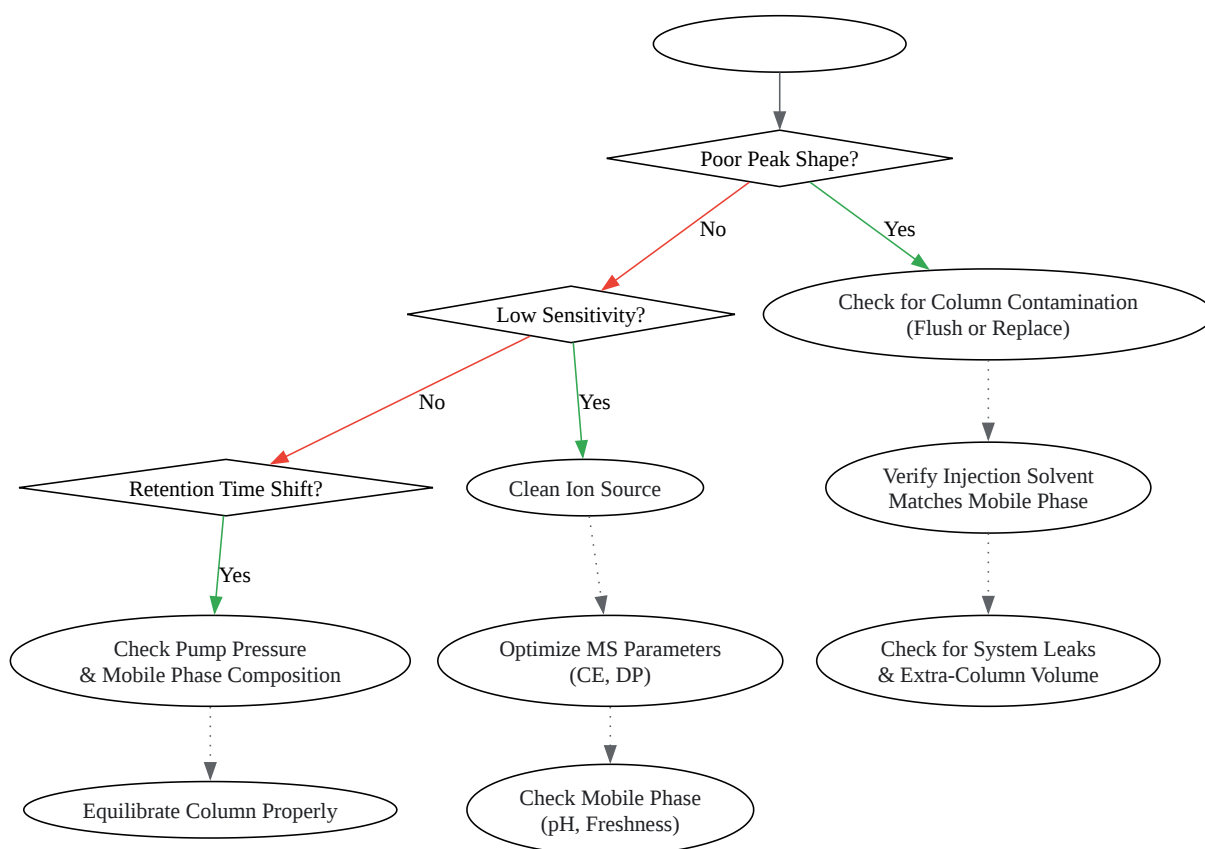 Poor Peak Shape?
No
Yes
Low Sensitivity?
Check for Column Contamination
(Flush or Replace)
No
Yes
Retention Time Shift?
Clean Ion Source
Verify Injection Solvent
Matches Mobile Phase
Yes
Check Pump Pressure
& Mobile Phase Composition
Optimize MS Parameters
(CE, DP)
Check for System Leaks
& Extra-Column Volume
Equilibrate Column Properly
Check Mobile Phase
(pH, Freshness)